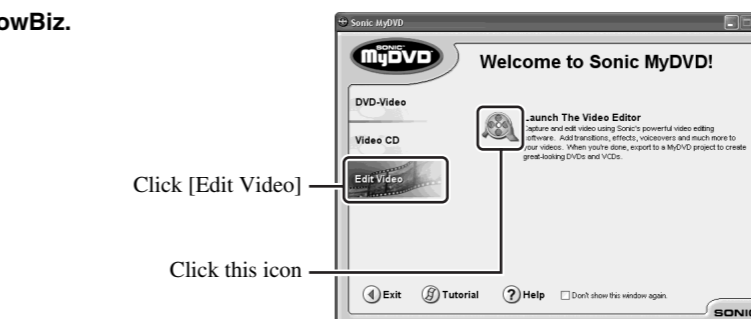 owBiz.
Sonic MyDVD
SONIC
MyDVD
Welcome to Sonic MyDVD!
DVD-Video
Video CD
Edit Video
Launch The Video Editor
Capture and edit video using Sonic's powerful video editing
software. Add transitions, effects, voiceovers and much more to
your videos. When you're done, export to a MyDVD project to create
great-looking DVDs and VCDs.
Click [Edit Video]
Click this icon
Exit
Tutorial
? Help
Don't show this window again.
SONIC